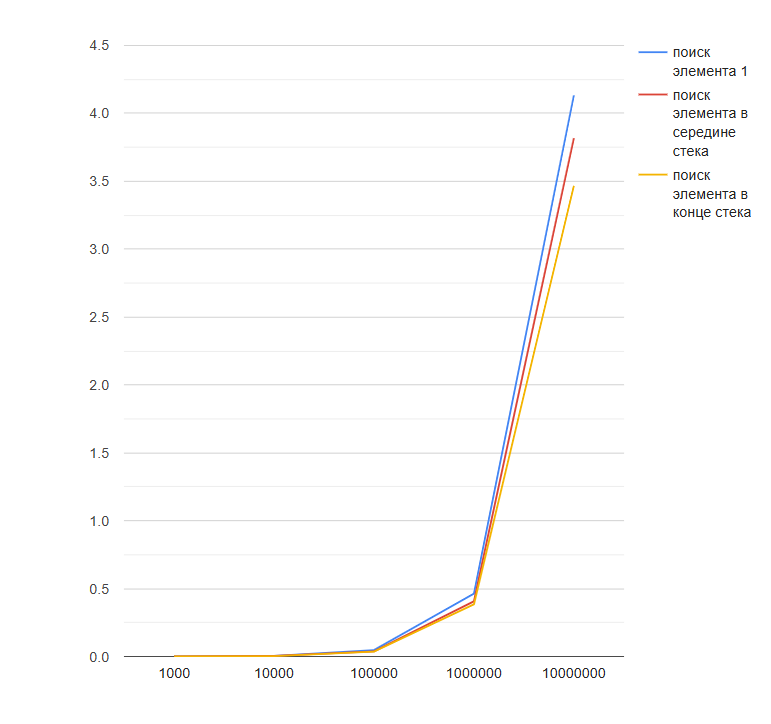 4.5
4.0
3.5
3.0
2.5
2.0
1.5
1.0
0.5
0.0
1000
10000
100000
1000000
10000000
поиск
элемента 1
поиск
элемента в
середине
стека
поиск
элемента в
конце стека